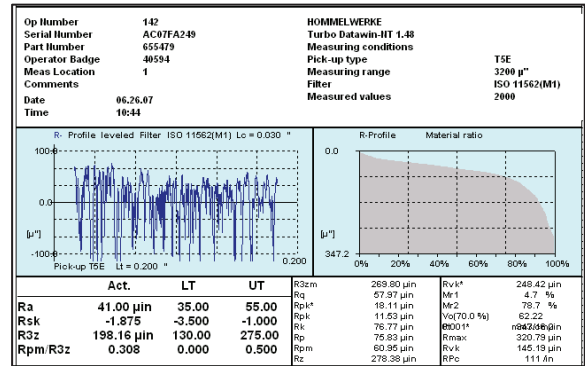 Op Number 142 HOMMELWERKE
Serial Number AC07FA249 Turbo Datawin-NT 1.48
Part Number 655479 Measuring conditions
Operator Badge 40594 Pick-up type T5E
Meas Location 1 Measuring range 3200 µ"
Comments Filter ISO 11562(M1)
Date 06.26.07 Measured values 2000
Time 10:44
R- Profile leveled Filter ISO 11562(M1) Lc = 0.030 "
100.0
0.0
[µ"]
-100.0
Pick-up T5E Lt = 0.200 "
0.200
R-Profile Material ratio
0.0
[µ"]
347.2
0% 20% 40% 60% 80% 100%
Act. LT UT
Ra 41.00 µin 35.00 55.00
Rsk -1.875 -3.500 -1.000
R3z 198.16 µin 130.00 275.00
Rpm/R3z 0.308 0.000 0.500
R3zm 269.80 µin
Rq 57.97 µin
Rpk* 18.11 µin
Rpk 11.53 µin
Rk 76.77 µin
Rp 75.83 µin
Rpm 60.95 µin
Rz 278.38 µin
Rvk* 248.42 µin
Mr1 4.7 %
Mr2 78.7 %
Vo(70.0 %) 62.22
Rmax 320.79 µin
Rvk 145.19 µin
RPc 111 /in